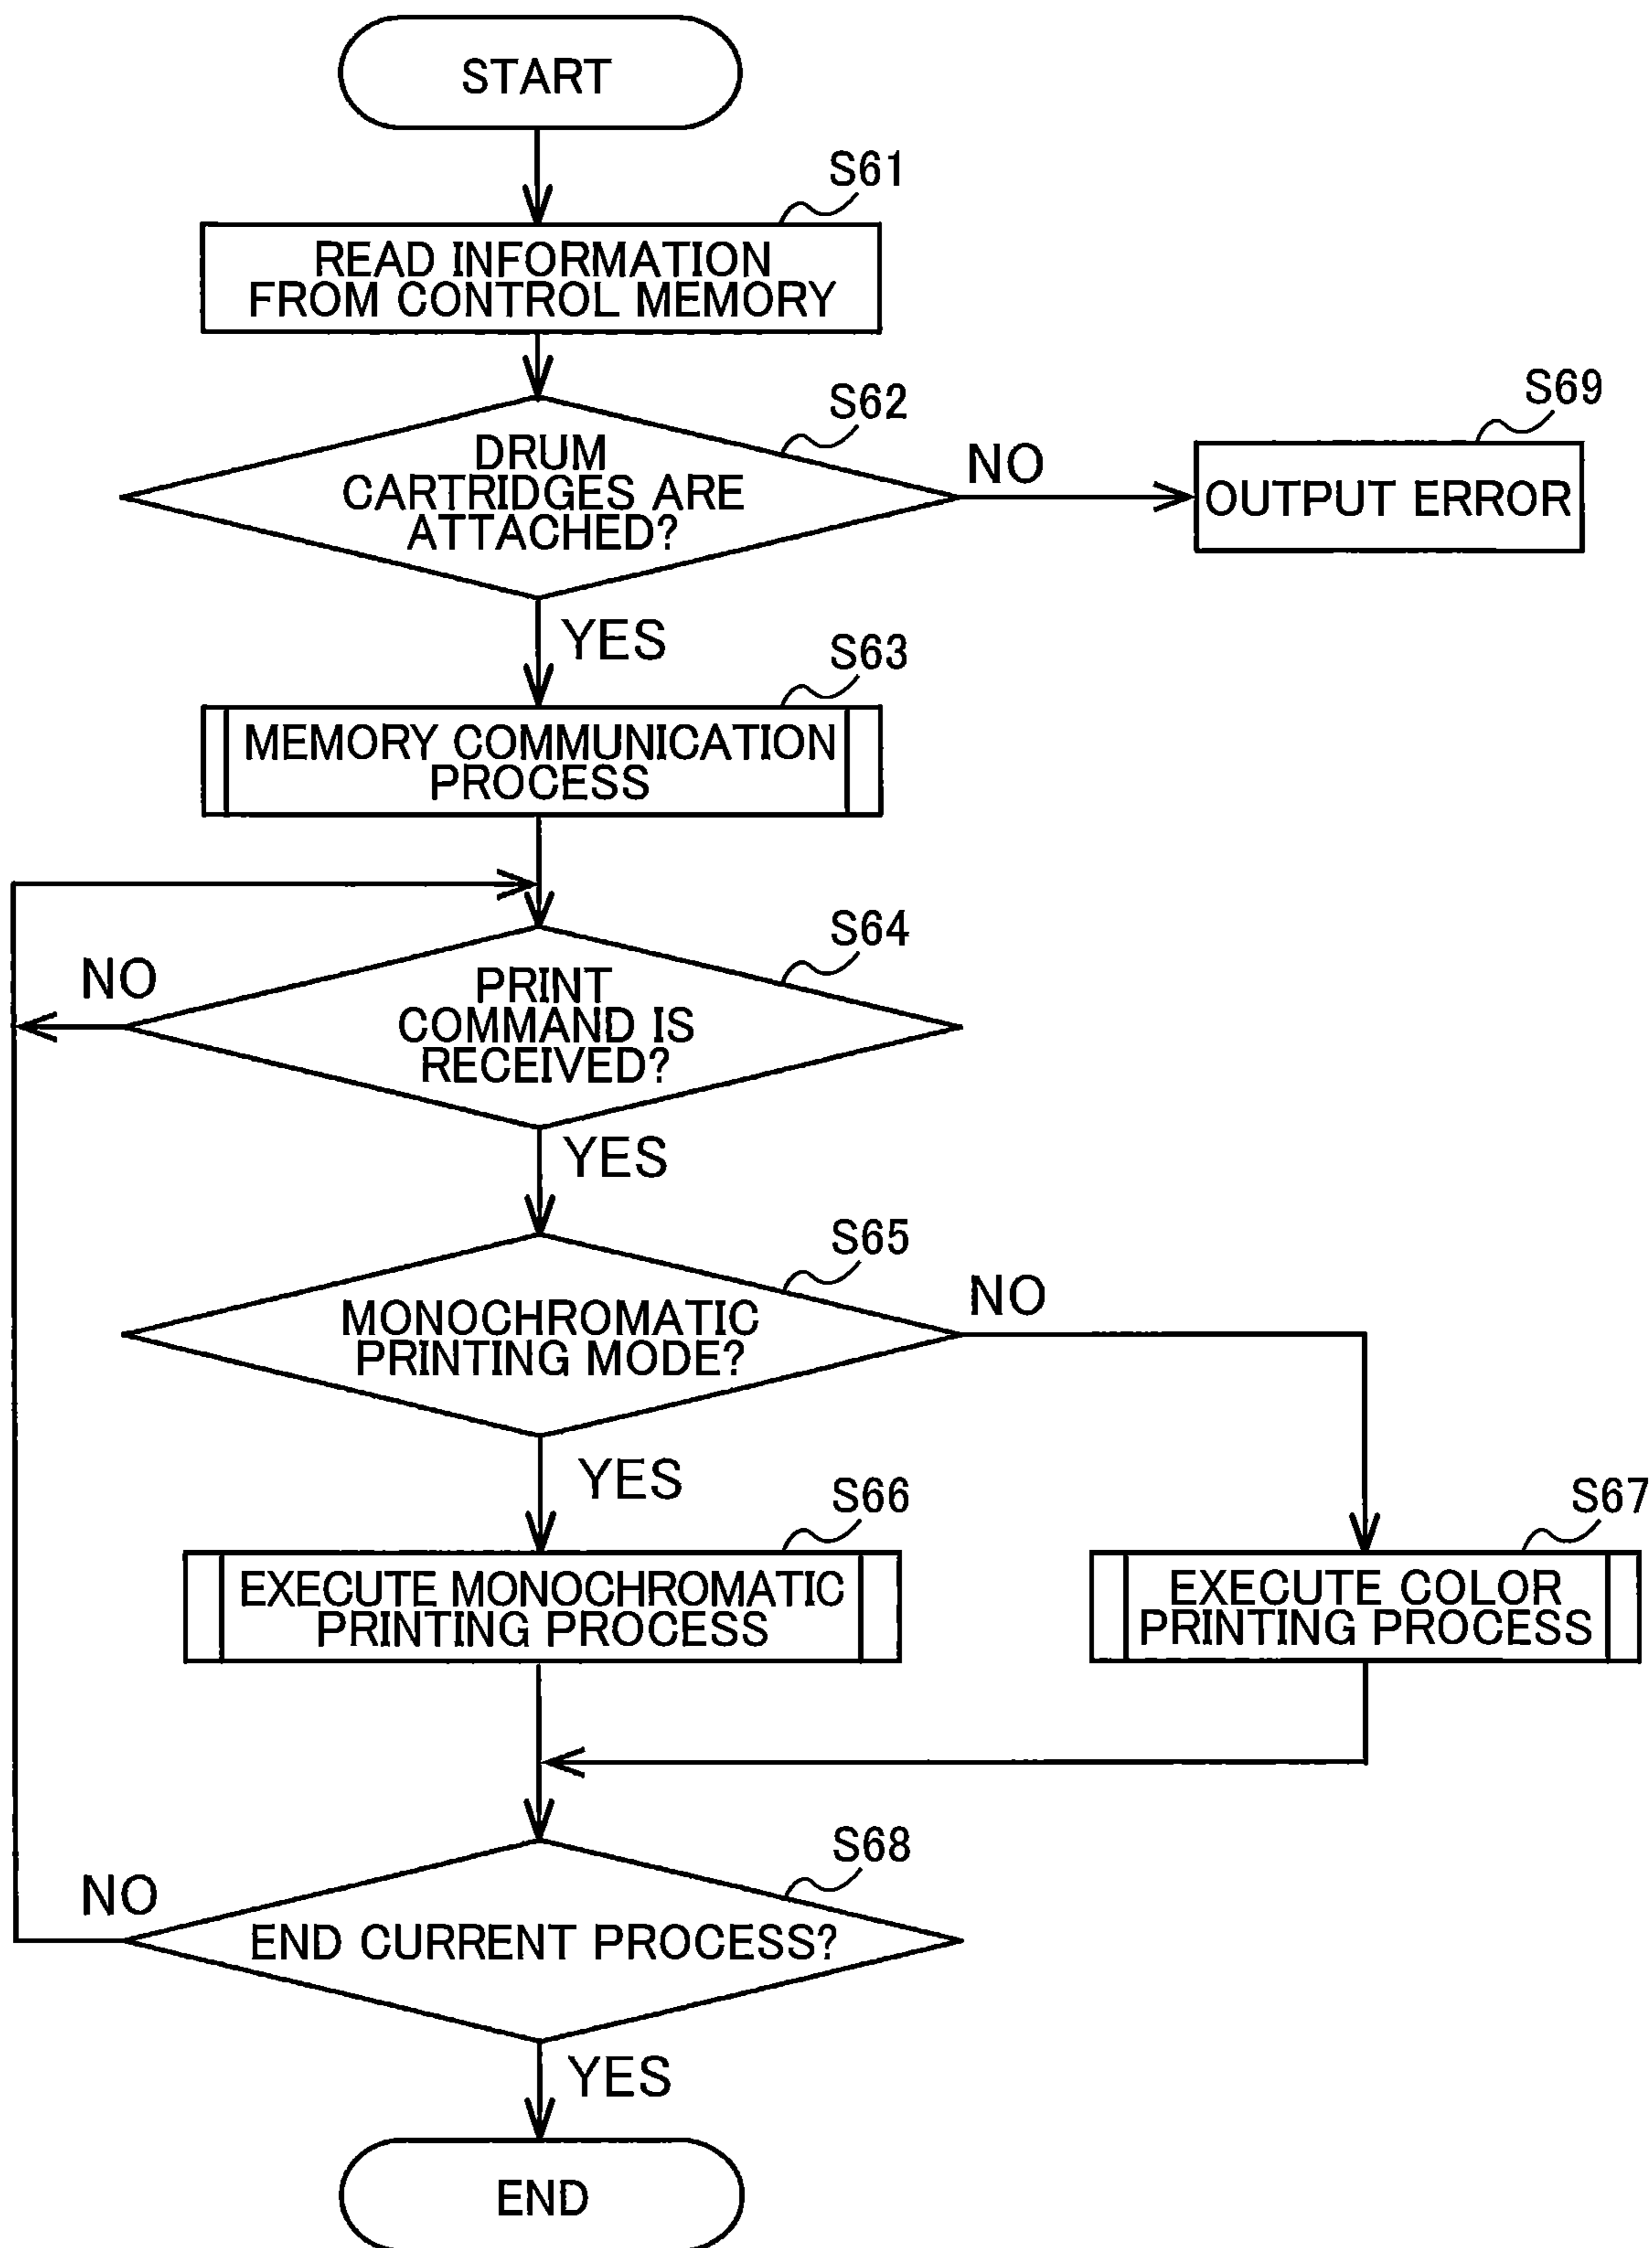 START
S61
READ INFORMATION
FROM CONTROL MEMORY
S62
DRUM
CARTRIDGES ARE
ATTACHED?
NO
S69
OUTPUT ERROR
YES
S63
MEMORY COMMUNICATION
PROCESS
S64
NO
PRINT
COMMAND IS
RECEIVED?
YES
S65
MONOCHROMATIC
PRINTING MODE?
NO
YES
S66
EXECUTE MONOCHROMATIC
PRINTING PROCESS
S67
EXECUTE COLOR
PRINTING PROCESS
S68
NO
END CURRENT PROCESS?
YES
END